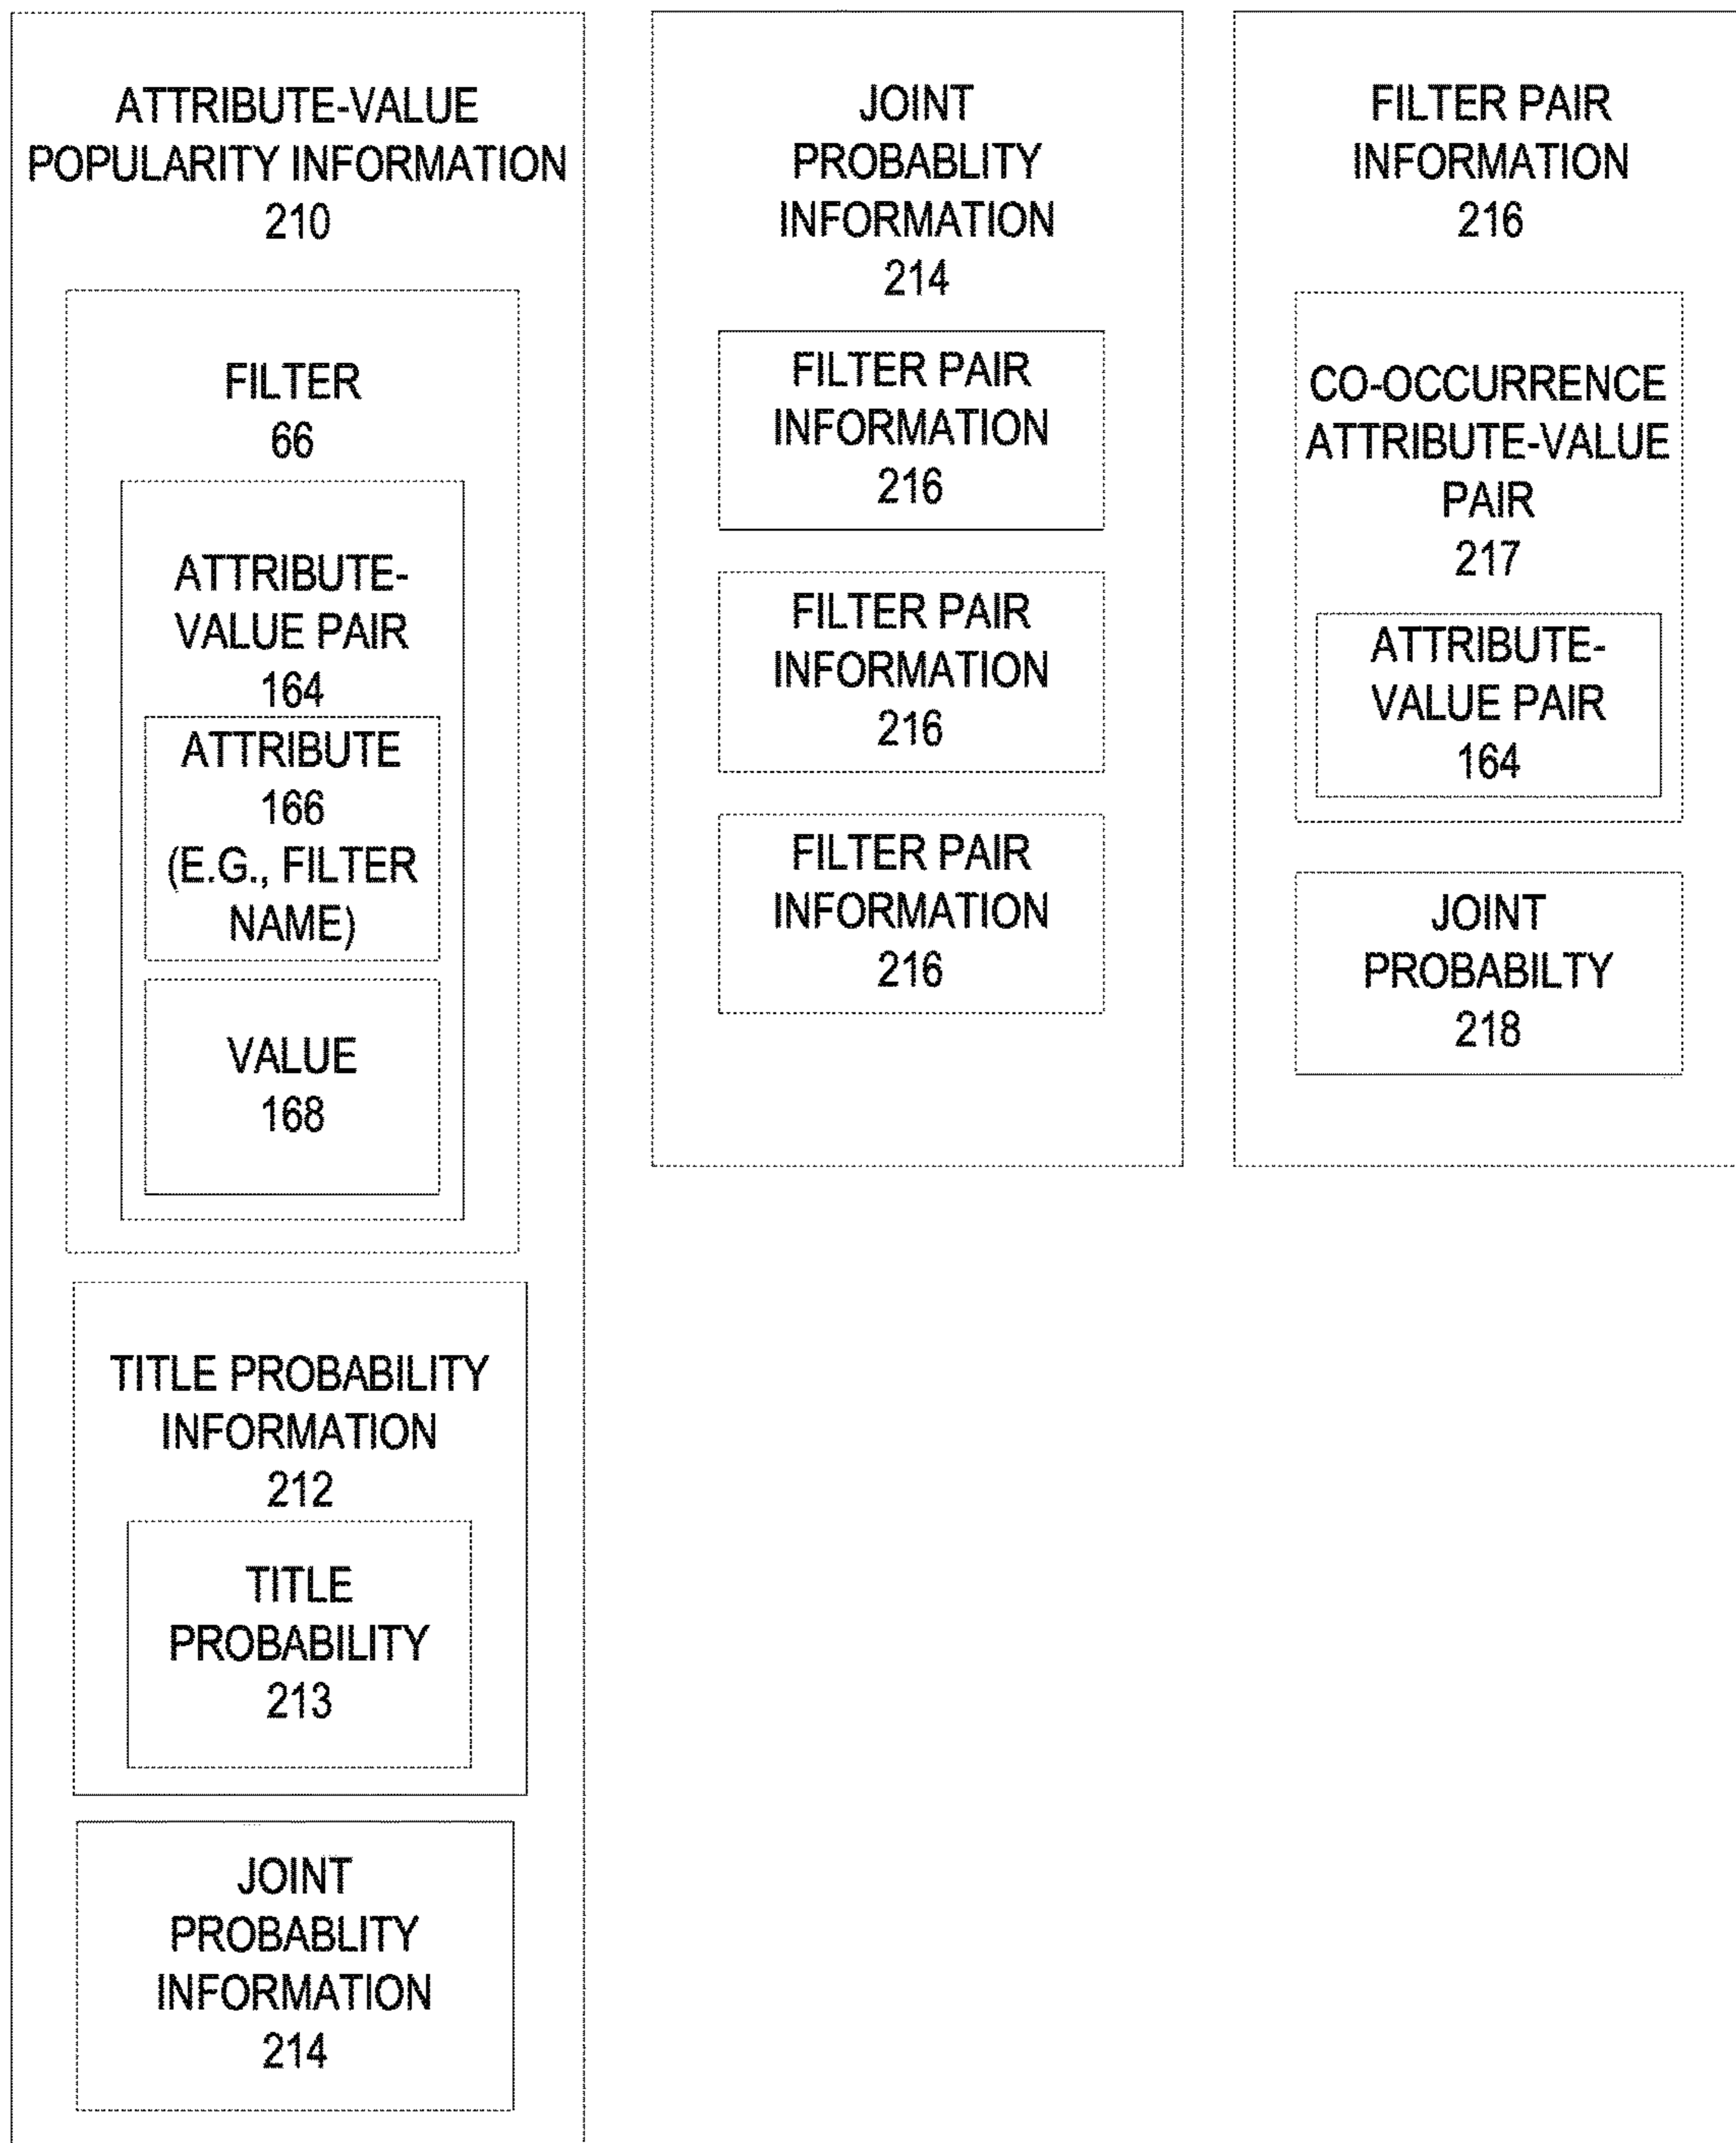 ATTRIBUTE-VALUE
POPULARITY INFORMATION
210
FILTER
66
ATTRIBUTE-
VALUE PAIR
164
ATTRIBUTE
166
(E.G., FILTER
NAME)
VALUE
168
TITLE PROBABILITY
INFORMATION
212
TITLE
PROBABILITY
213
JOINT
PROBABLITY
INFORMATION
214
JOINT
PROBABLITY
INFORMATION
214
FILTER PAIR
INFORMATION
216
FILTER PAIR
INFORMATION
216
FILTER PAIR
INFORMATION
216
FILTER PAIR
INFORMATION
216
CO-OCCURRENCE
ATTRIBUTE-VALUE
PAIR
217
ATTRIBUTE-
VALUE PAIR
164
JOINT
PROBABILTY
218